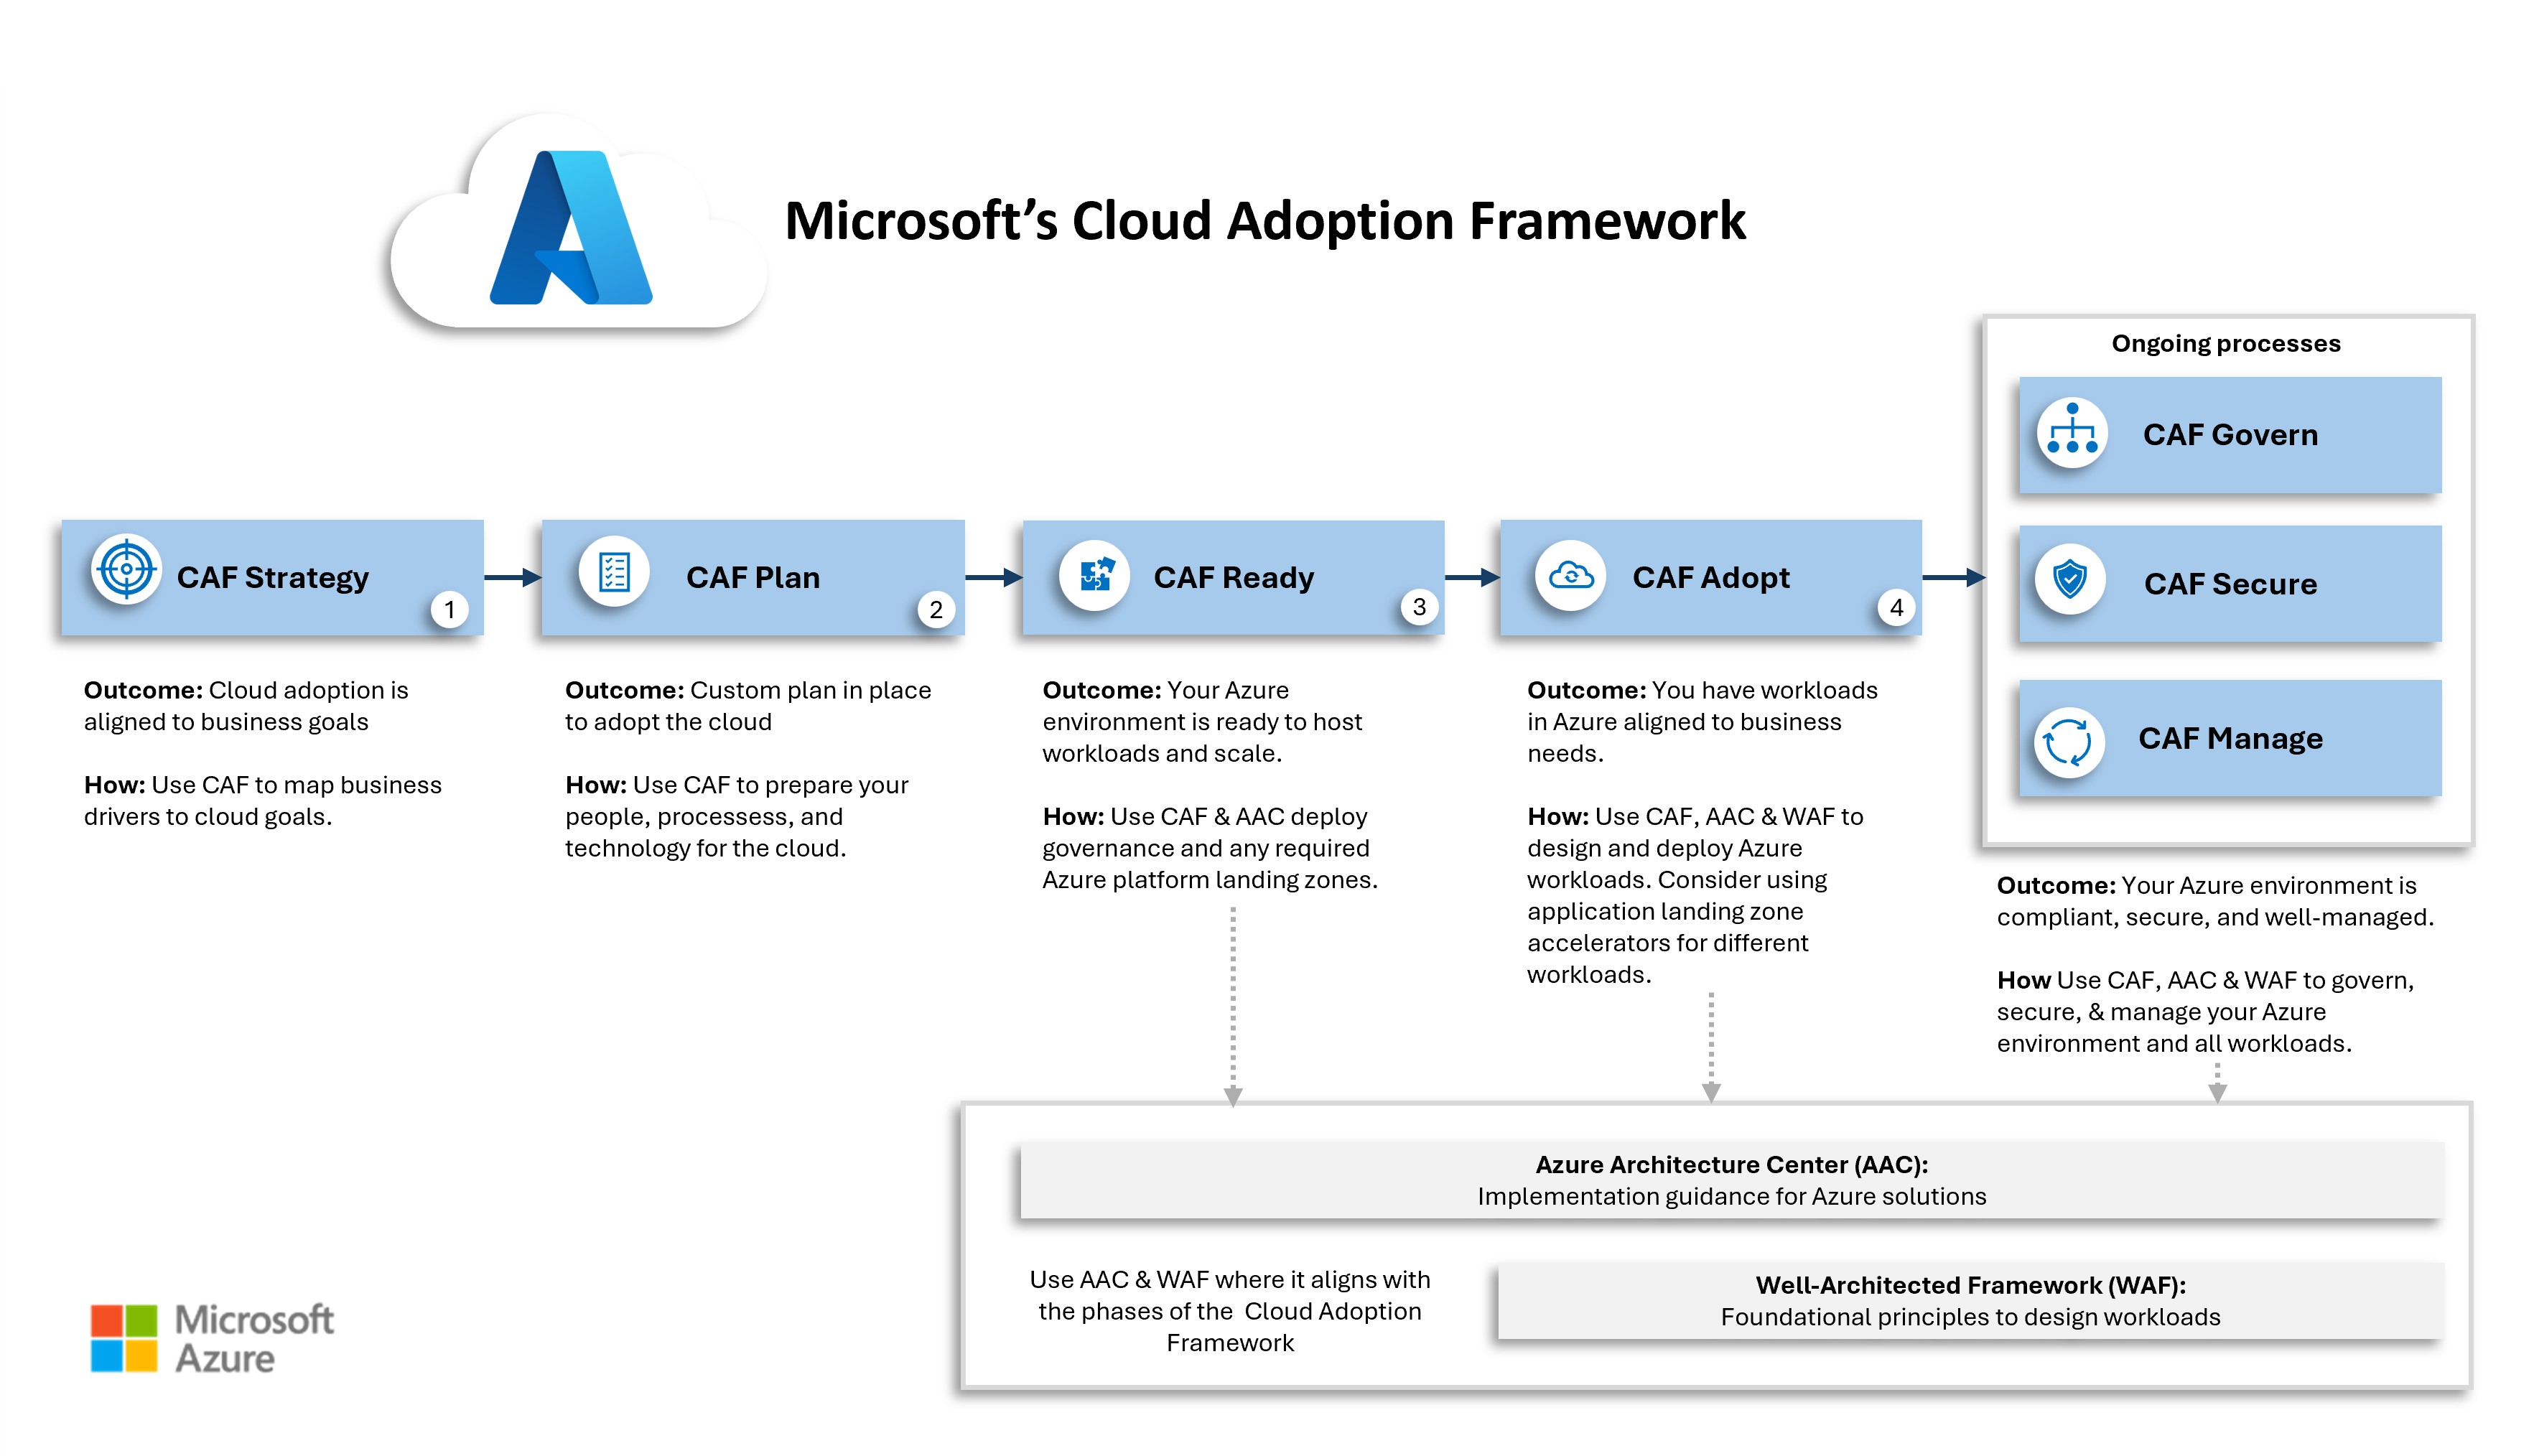 Microsoft’s Cloud Adoption Framework
CAF Strategy
1
Outcome: Cloud adoption is
aligned to business goals
How: Use CAF to map business
drivers to cloud goals.
CAF Plan
2
Outcome: Custom plan in place
to adopt the cloud
How: Use CAF to prepare your
people, processess, and
technology for the cloud.
CAF Ready
3
Outcome: Your Azure
environment is ready to host
workloads and scale.
How: Use CAF & AAC deploy
governance and any required
Azure platform landing zones.
CAF Adopt
4
Outcome: You have workloads
in Azure aligned to business
needs.
How: Use CAF, AAC & WAF to
design and deploy Azure
workloads. Consider using
application landing zone
accelerators for different
workloads.
Ongoing processes
CAF Govern
CAF Secure
CAF Manage
Outcome: Your Azure environment is
compliant, secure, and well-managed.
How Use CAF, AAC & WAF to govern,
secure, & manage your Azure
environment and all workloads.
Azure Architecture Center (AAC):
Implementation guidance for Azure solutions
Use AAC & WAF where it aligns with
the phases of the Cloud Adoption
Framework
Well-Architected Framework (WAF):
Foundational principles to design workloads
Microsoft
Azure